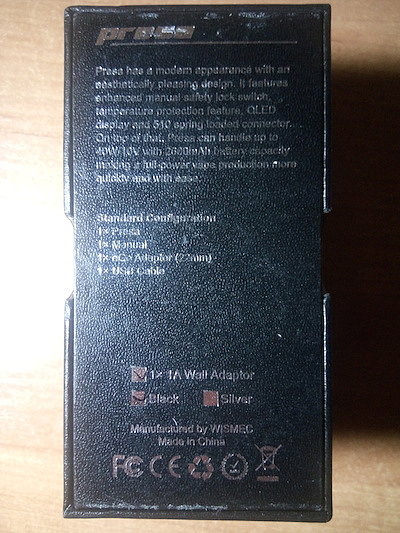 presa
Presa has a modern appearance with an
aesthetically pleasing design. It features
enhanced manual safety lock switch,
temperature protection feature, OLED
display and 510 spring loaded connector.
On top of that, Presa can handle up to
40W/10V with 2600mAh battery capacity
making a full-power vape production more
quickly and with ease.
Standard Configuration
1× Presa
1× Manual
1× eGo Adaptor (22mm)
1× USB Cable
1× 1A Wall Adaptor
Black Silver
Manufactured by WISMEC
Made in China
FC CE